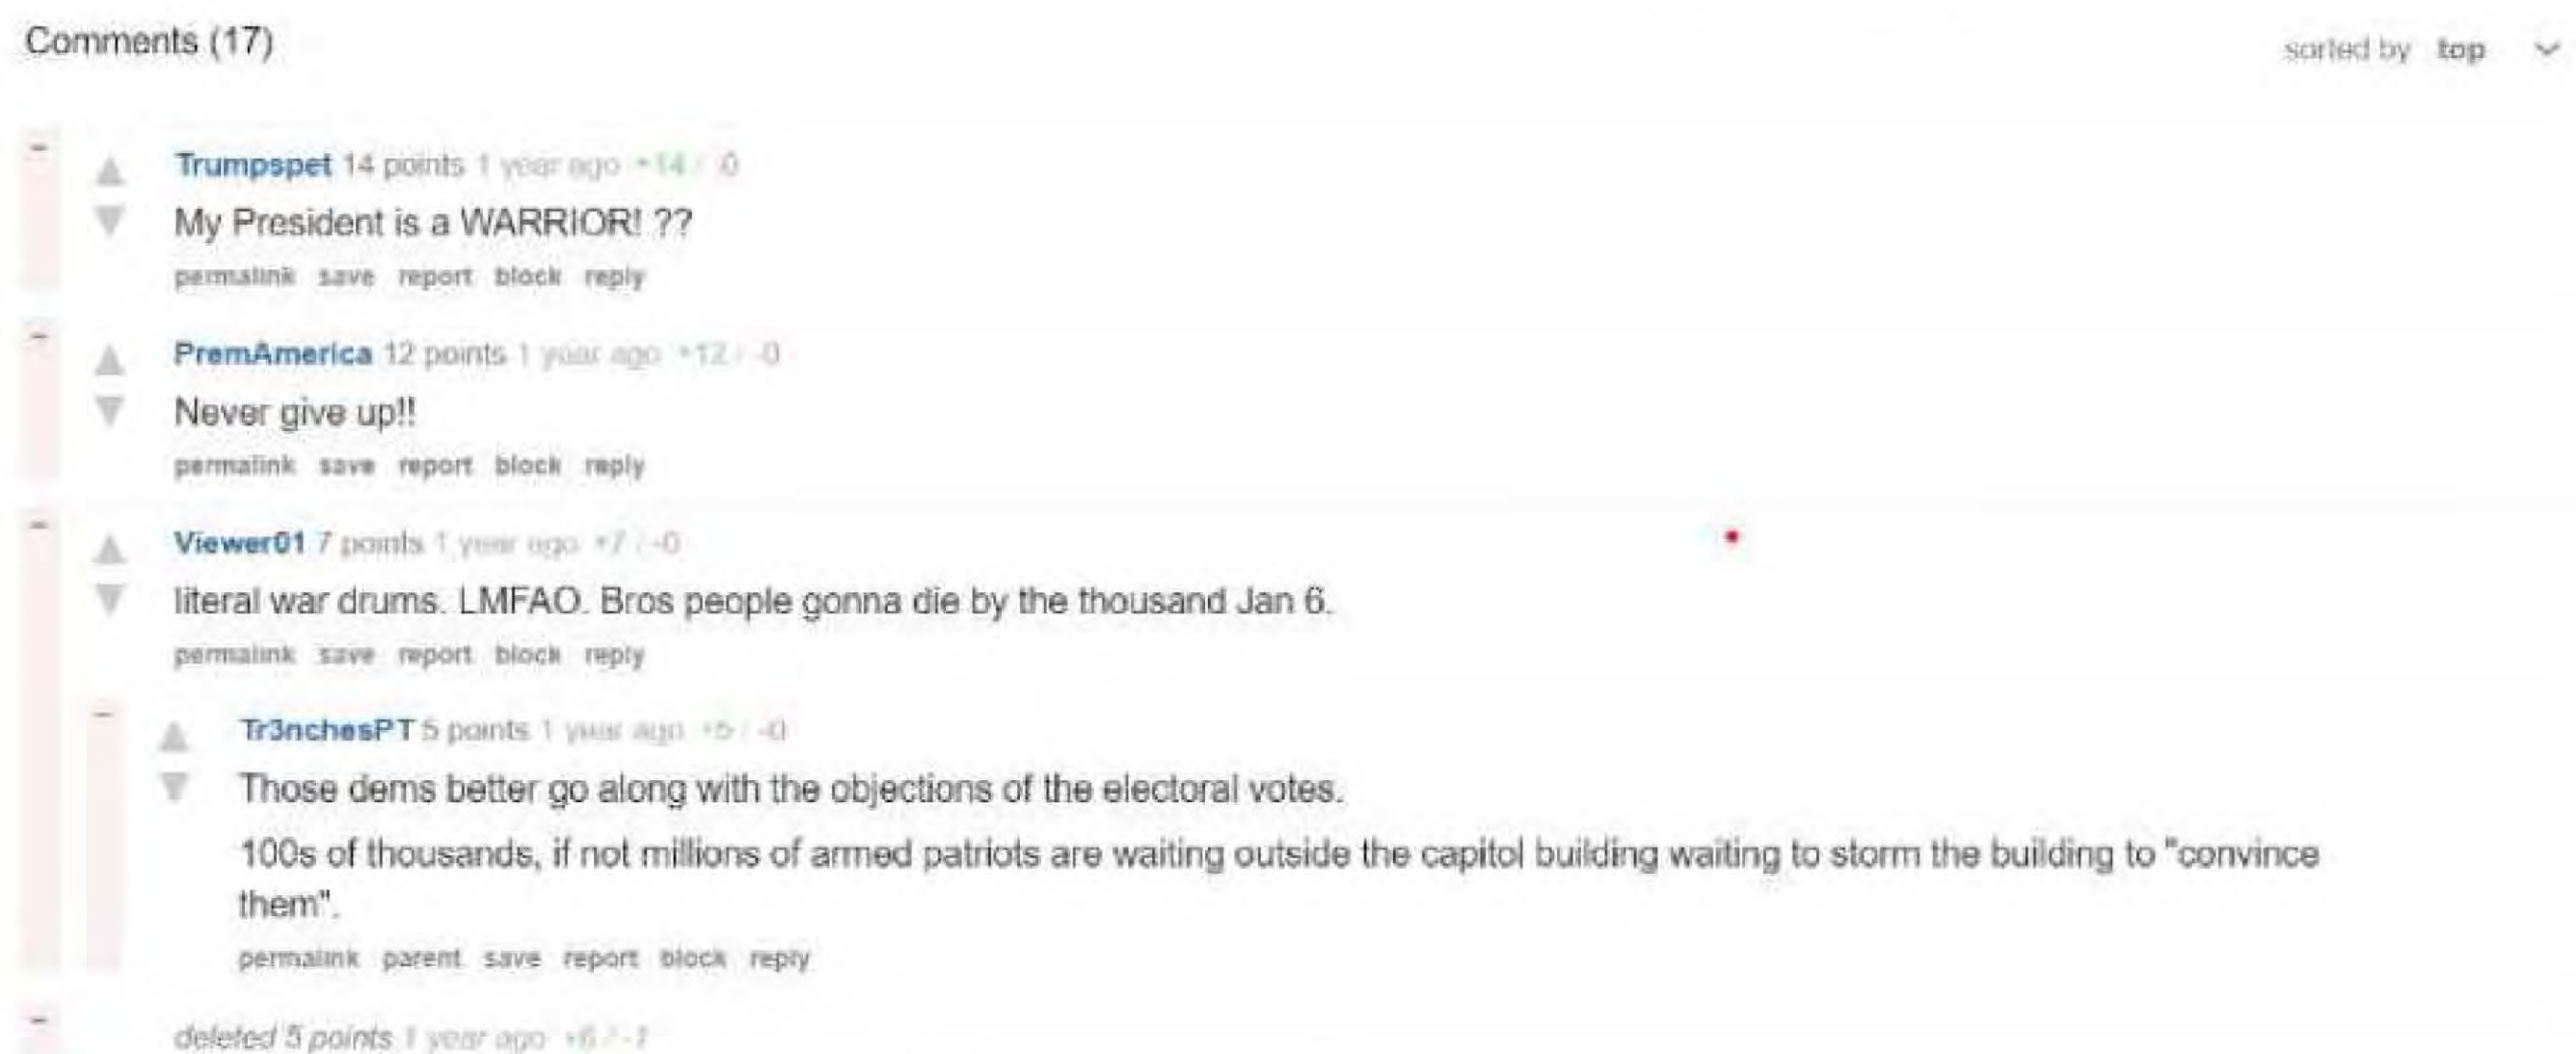 Comments (17)
sorted by top
Trumpspet 14 points 1 year ago +14 / -0
My President is a WARRIOR! ??
permalink save report block reply
PremAmerica 12 points 1 year ago +12 / -0
Never give up!!
permalink save report block reply
Viewer01 7 points 1 year ago +7 / -0
literal war drums. LMFAO. Bros people gonna die by the thousand Jan 6.
permalink save report block reply
Tr3nchesPT 5 points 1 year ago +5 / -0
Those dems better go along with the objections of the electoral votes.
100s of thousands, if not millions of armed patriots are waiting outside the capitol building waiting to storm the building to "convince
them".
permalink parent save report block reply
deleted 5 points 1 year ago +6 / -1